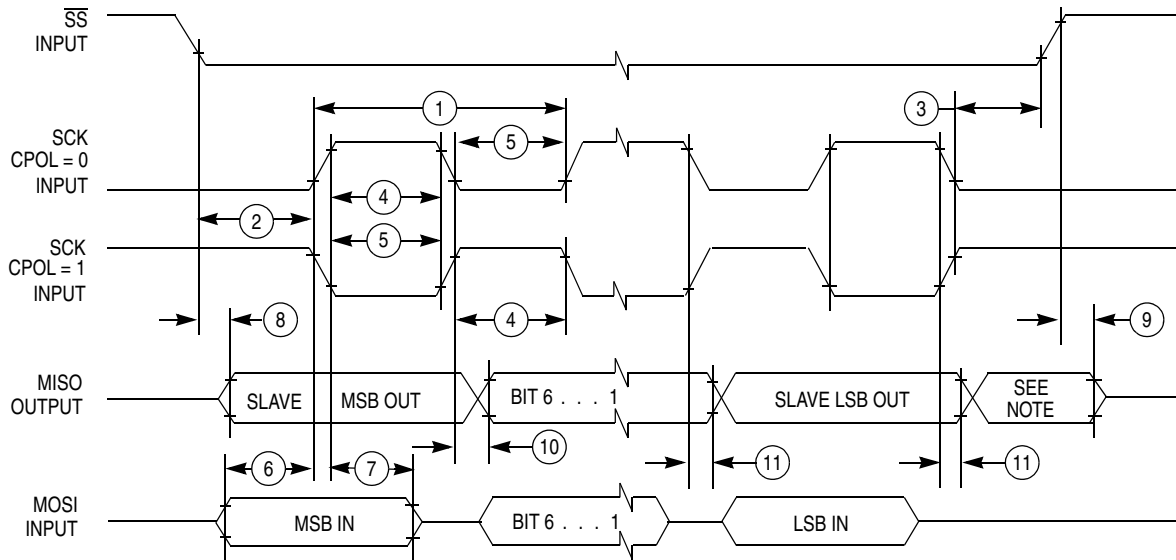 SS
INPUT
1
3
SCK
CPOL = 0
INPUT
5
4
2
SCK
CPOL = 1
INPUT
5
4
8
9
MISO
OUTPUT
SLAVE MSB OUT
BIT 6 . . . 1
SLAVE LSB OUT
SEE
NOTE
6
7
10
11
11
MOSI
INPUT
MSB IN
BIT 6 . . . 1
LSB IN